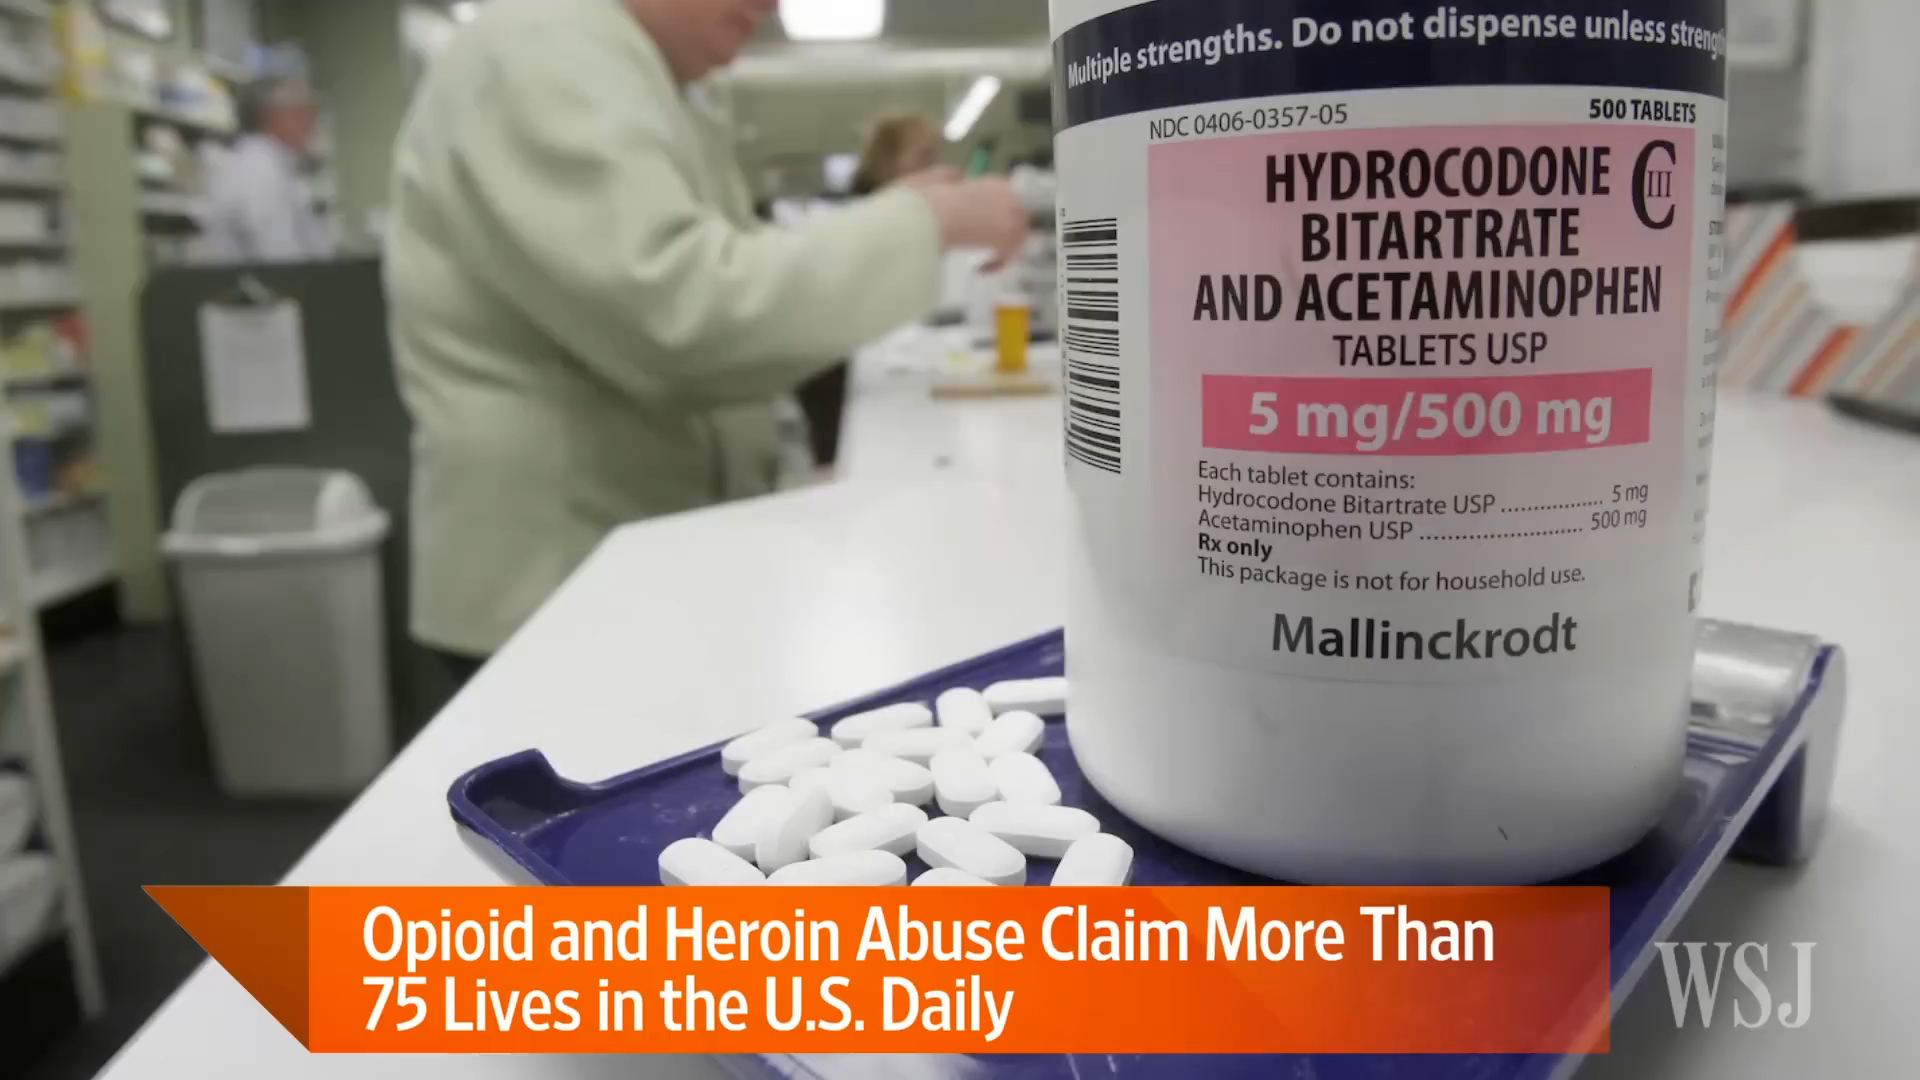 Multiple strengths. Do not dispense unless
NDC 0406-0357-05
500 TABLETS
HYDROCODONE
BITARTRATE
AND ACETAMINOPHEN
CIII
TABLETS USP
5 mg/500 mg
Each tablet contains:
Hydrocodone Bitartrate USP .................. 5 mg
Acetaminophen USP ........................... 500 mg
Rx only
This package is not for household use.
Mallinckrodt
Opioid and Heroin Abuse Claim More Than
75 Lives in the U.S. Daily
WSJ